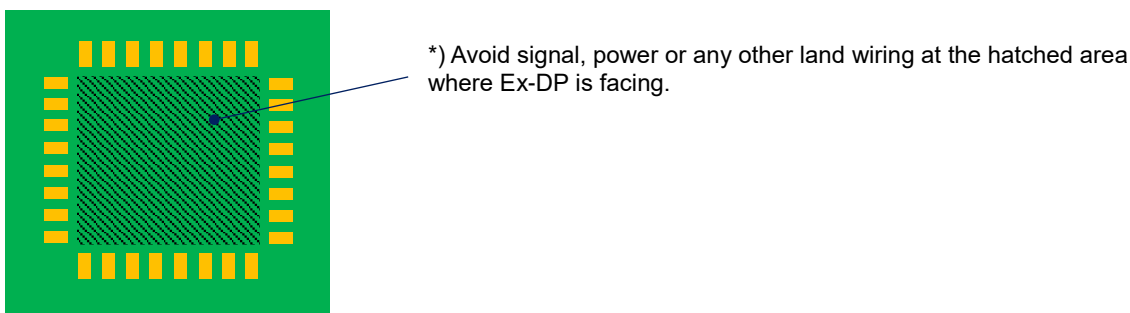 *) Avoid signal, power or any other land wiring at the hatched area
where Ex-DP is facing.